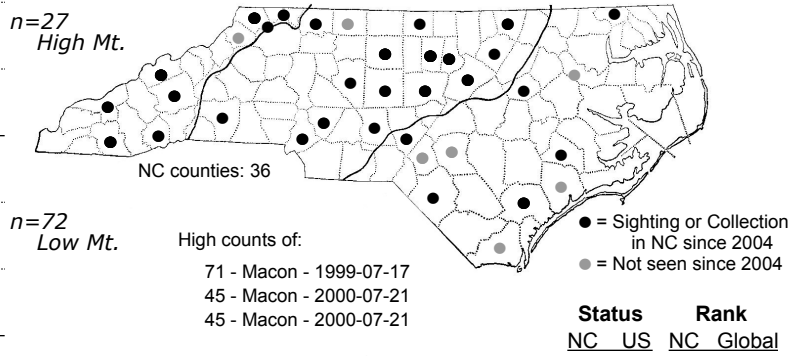 n=27
High Mt.
NC counties: 36
n=72
Low Mt.
High counts of:
71 - Macon - 1999-07-17
45 - Macon - 2000-07-21
45 - Macon - 2000-07-21
● = Sighting or Collection
in NC since 2004
● = Not seen since 2004
Status Rank
NC US NC Global